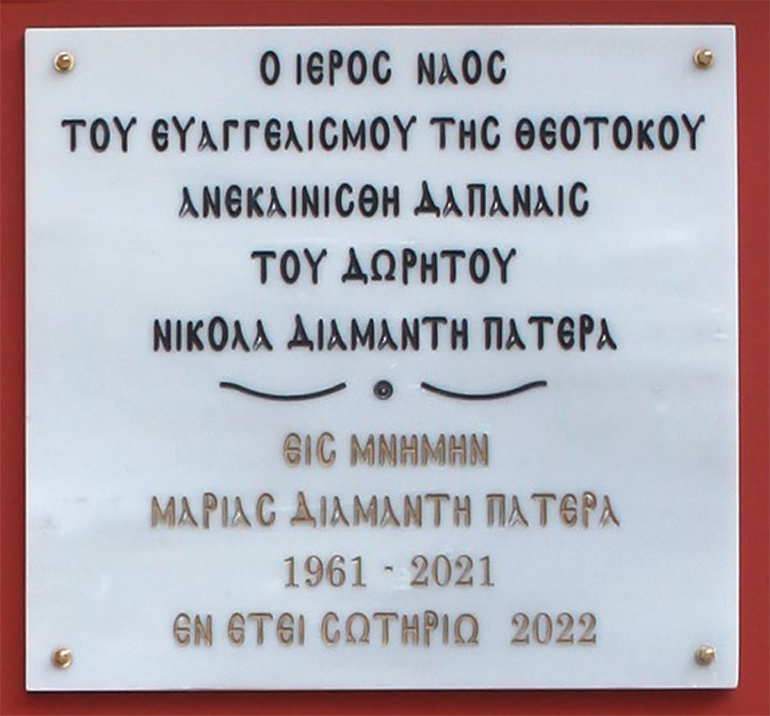 Ο ΙΕΡΟϹ ΝΑΟϹ
ΤΟΥ ΕΥΑΓΓΕΛΙϹΜΟΥ ΤΗϹ ΘΕΟΤΟΚΟΥ
ΑΝΕΚΑΙΝΙϹΘΗ ΔΑΠΑΝΑΙϹ
ΤΟΥ ΔΩΡΗΤΟΥ
ΝΙΚΟΛΑ ΔΙΑΜΑΝΤΗ ΠΑΤΕΡΑ
ΕΙϹ ΜΝΗΜΗΝ
ΜΑΡΙΑϹ ΔΙΑΜΑΝΤΗ ΠΑΤΕΡΑ
1961 - 2021
ΕΝ ΕΤΕΙ ϹΩΤΗΡΙΩ 2022